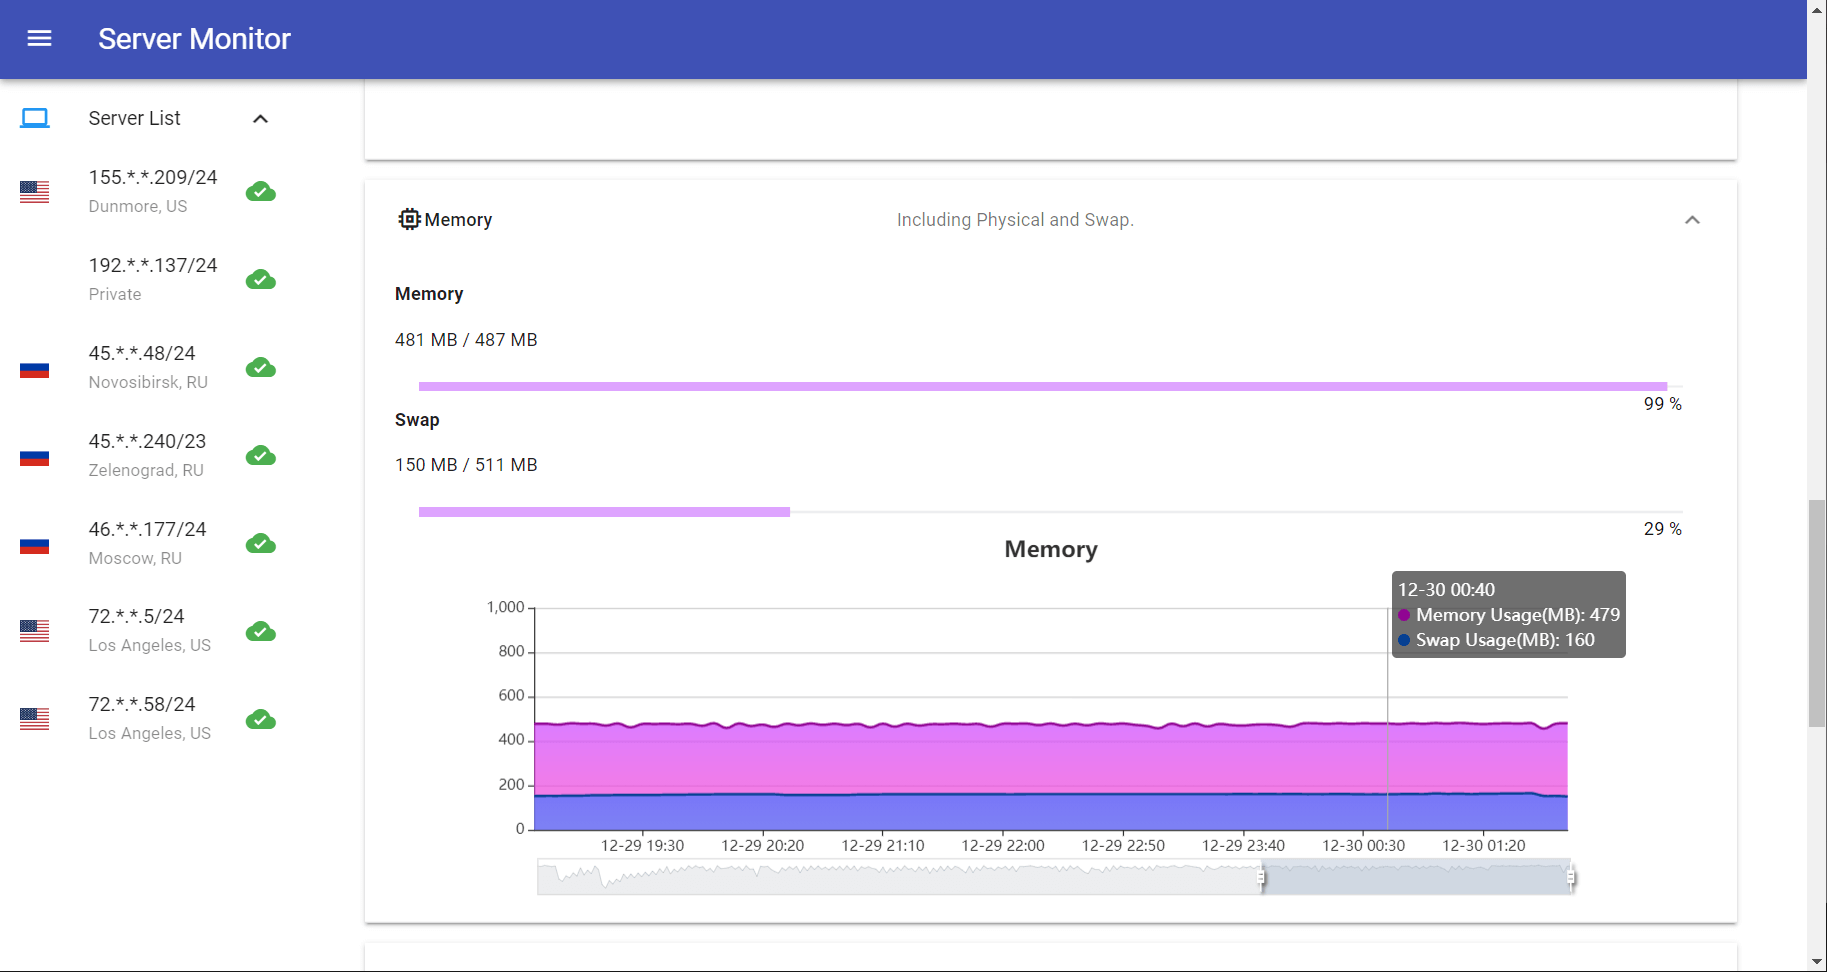 Server Monitor
Server List
155.*.*.209/24
Dunmore, US
192.*.*.137/24
Private
45.*.*.48/24
Novosibirsk, RU
45.*.*.240/23
Zelenograd, RU
46.*.*.177/24
Moscow, RU
72.*.*.5/24
Los Angeles, US
72.*.*.58/24
Los Angeles, US
Memory
Including Physical and Swap.
Memory
481 MB / 487 MB
99 %
Swap
150 MB / 511 MB
29 %
Memory
12-30 00:40
Memory Usage(MB): 479
Swap Usage(MB): 160
1,000
800
600
400
200
0
12-29 19:30
12-29 20:20
12-29 21:10
12-29 22:00
12-29 22:50
12-29 23:40
12-30 00:30
12-30 01:20